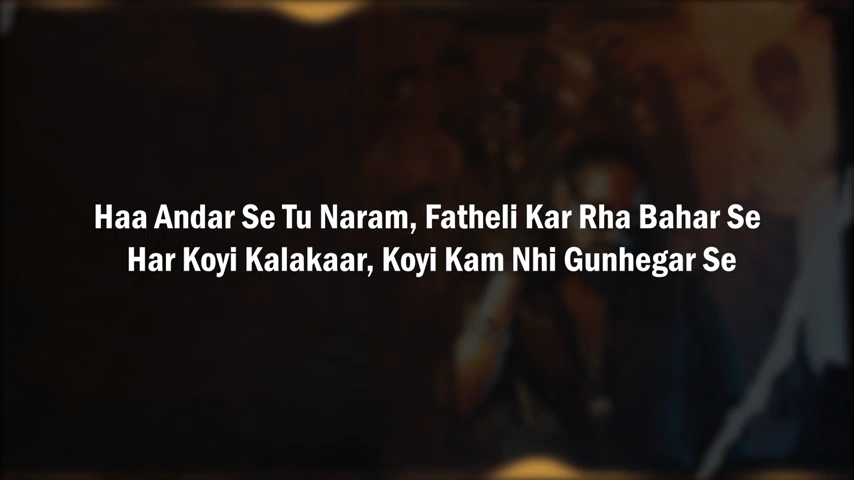 Haa Andar Se Tu Naram, Fatheli Kar Rha Bahar Se
Har Koyi Kalakaar, Koyi Kam Nhi Gunhegar Se